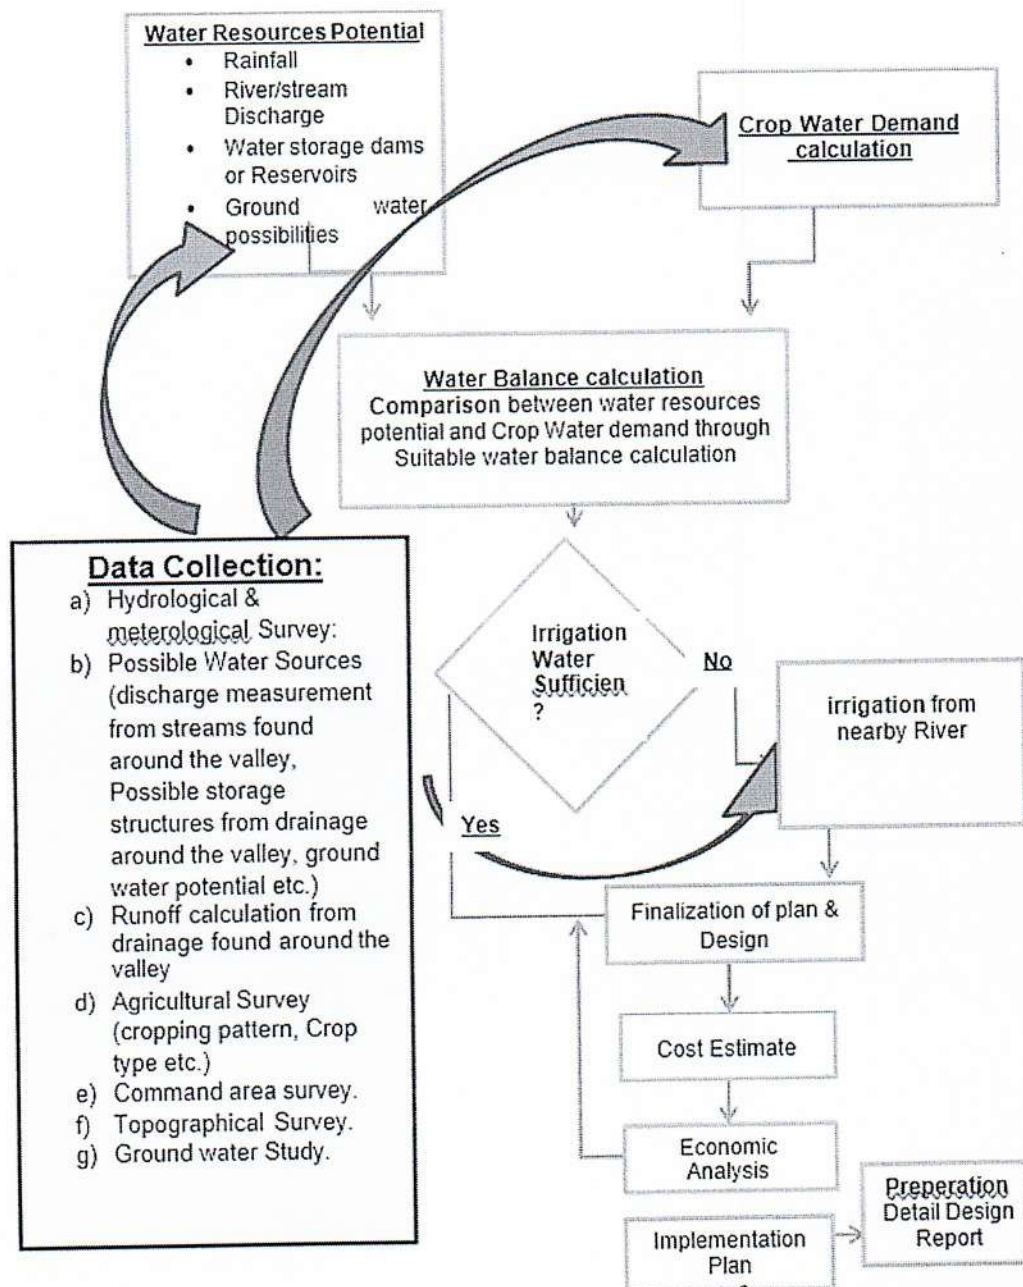 Water Resources Potential
• Rainfall
• River/stream
Discharge
• Water storage dams
or Reservoirs
• Ground water
possibilities
Crop Water Demand
calculation
Water Balance calculation
Comparison between water resources
potential and Crop Water demand through
Suitable water balance calculation
Data Collection:
a) Hydrological &
meterological Survey:
b) Possible Water Sources
(discharge measurement
from streams found
around the valley,
Possible storage
structures from drainage
around the valley, ground
water potential etc.)
c) Runoff calculation from
drainage found around the
valley
d) Agricultural Survey
(cropping pattern, Crop
type etc.)
e) Command area survey.
f) Topographical Survey.
g) Ground water Study.
Irrigation
Water
Sufficien
?
No
Yes
irrigation from
nearby River
Finalization of plan &
Design
Cost Estimate
Economic
Analysis
Implementation
Plan
Preperation
Detail Design
Report